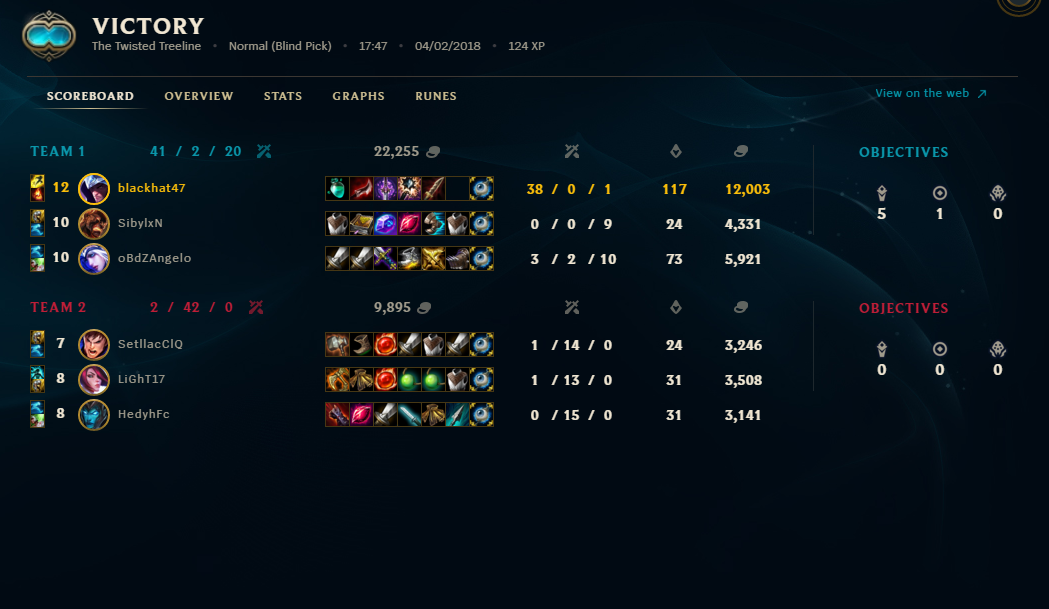 VICTORY
The Twisted Treeline • Normal (Blind Pick) • 17:47 • 04/02/2018 • 124 XP
SCOREBOARD OVERVIEW STATS GRAPHS RUNES View on the web
TEAM 1 41 / 2 / 20 22,255 OBJECTIVES
12 blackhat47 38 / 0 / 1 117 12,003
5 1 0
10 SibylxN 0 / 0 / 9 24 4,331
10 oBdZAngelo 3 / 2 / 10 73 5,921
TEAM 2 2 / 42 / 0 9,895 OBJECTIVES
7 SetllacClQ 1 / 14 / 0 24 3,246
0 0 0
8 LiGhT17 1 / 13 / 0 31 3,508
8 HedyhFc 0 / 15 / 0 31 3,141